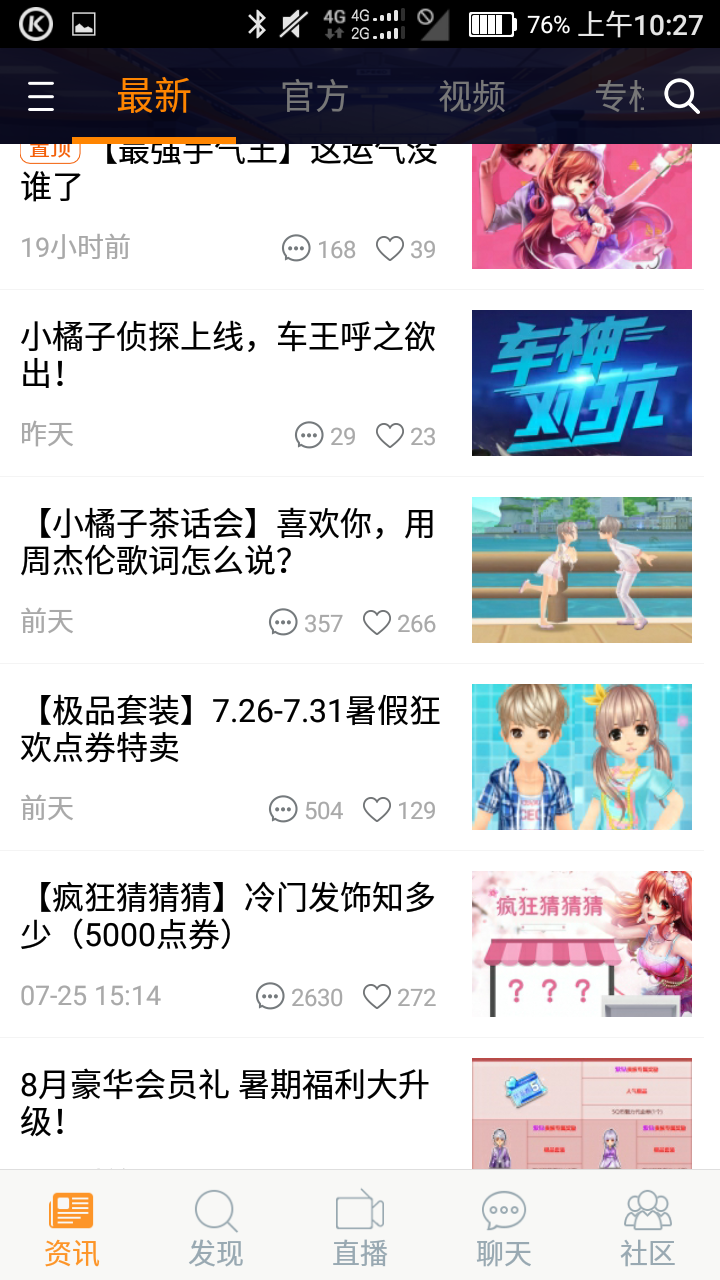 4G 4G 2G 76% 上午10:27
最新 官方 视频 专栏
置顶 【最强手气王】这运气没
谁了
19小时前 168 39
小橘子侦探上线，车王呼之欲
出！
昨天 29 23
车神
对抗
【小橘子茶话会】喜欢你，用
周杰伦歌词怎么说？
前天 357 266
【极品套装】7.26-7.31暑假狂
欢点券特卖
前天 504 129
【疯狂猜猜猜】冷门发饰知多
少（5000点券）
07-25 15:14 2630 272
疯狂猜猜猜
? ? ?
8月豪华会员礼 暑期福利大升
级！
资讯 发现 直播 聊天 社区